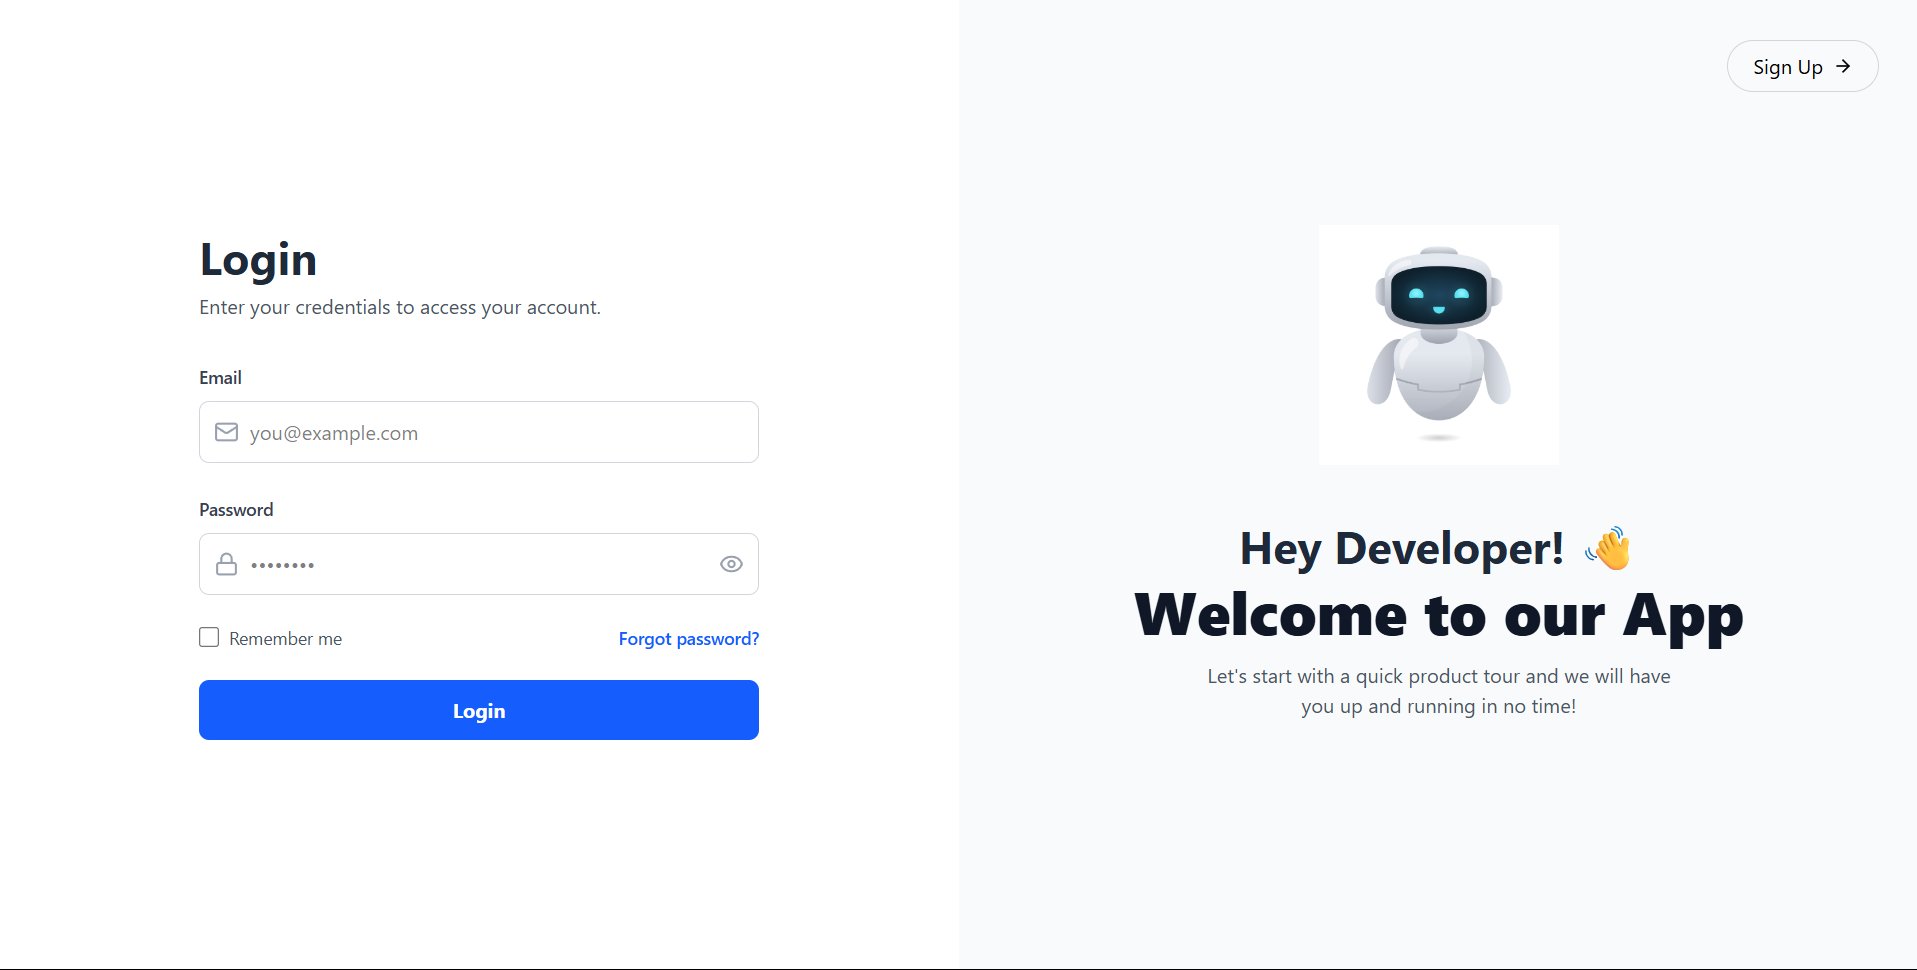 Login
Enter your credentials to access your account.
Email
you@example.com
Password
••••••••
Remember me
Forgot password?
Login
Sign Up →
Hey Developer! 👋
Welcome to our App
Let's start with a quick product tour and we will have
you up and running in no time!